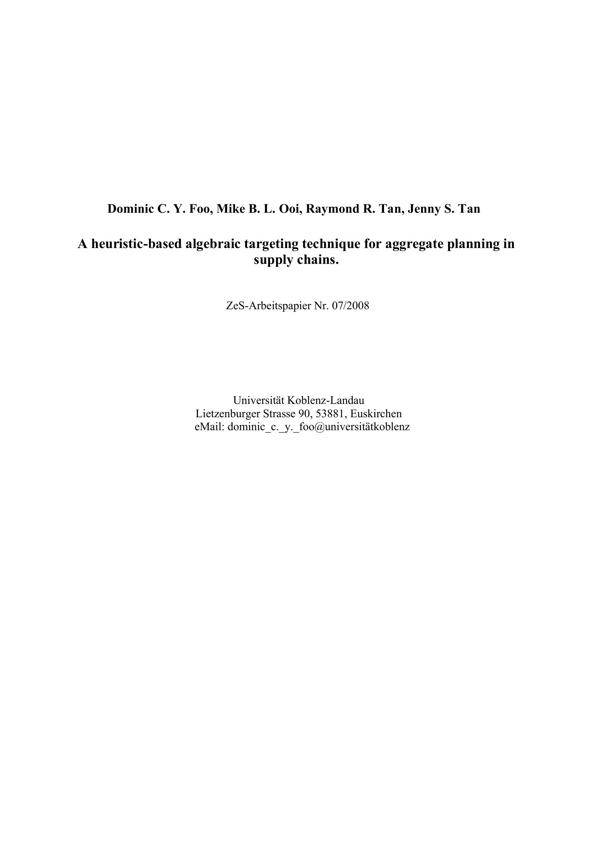 Dominic C. Y. Foo, Mike B. L. Ooi, Raymond R. Tan, Jenny S. Tan
A heuristic-based algebraic targeting technique for aggregate planning in
supply chains.
ZeS-Arbeitspapier Nr. 07/2008
Universität Koblenz-Landau
Lietzenburger Strasse 90, 53881, Euskirchen
eMail: dominic_c._y._foo@universitätkoblenz